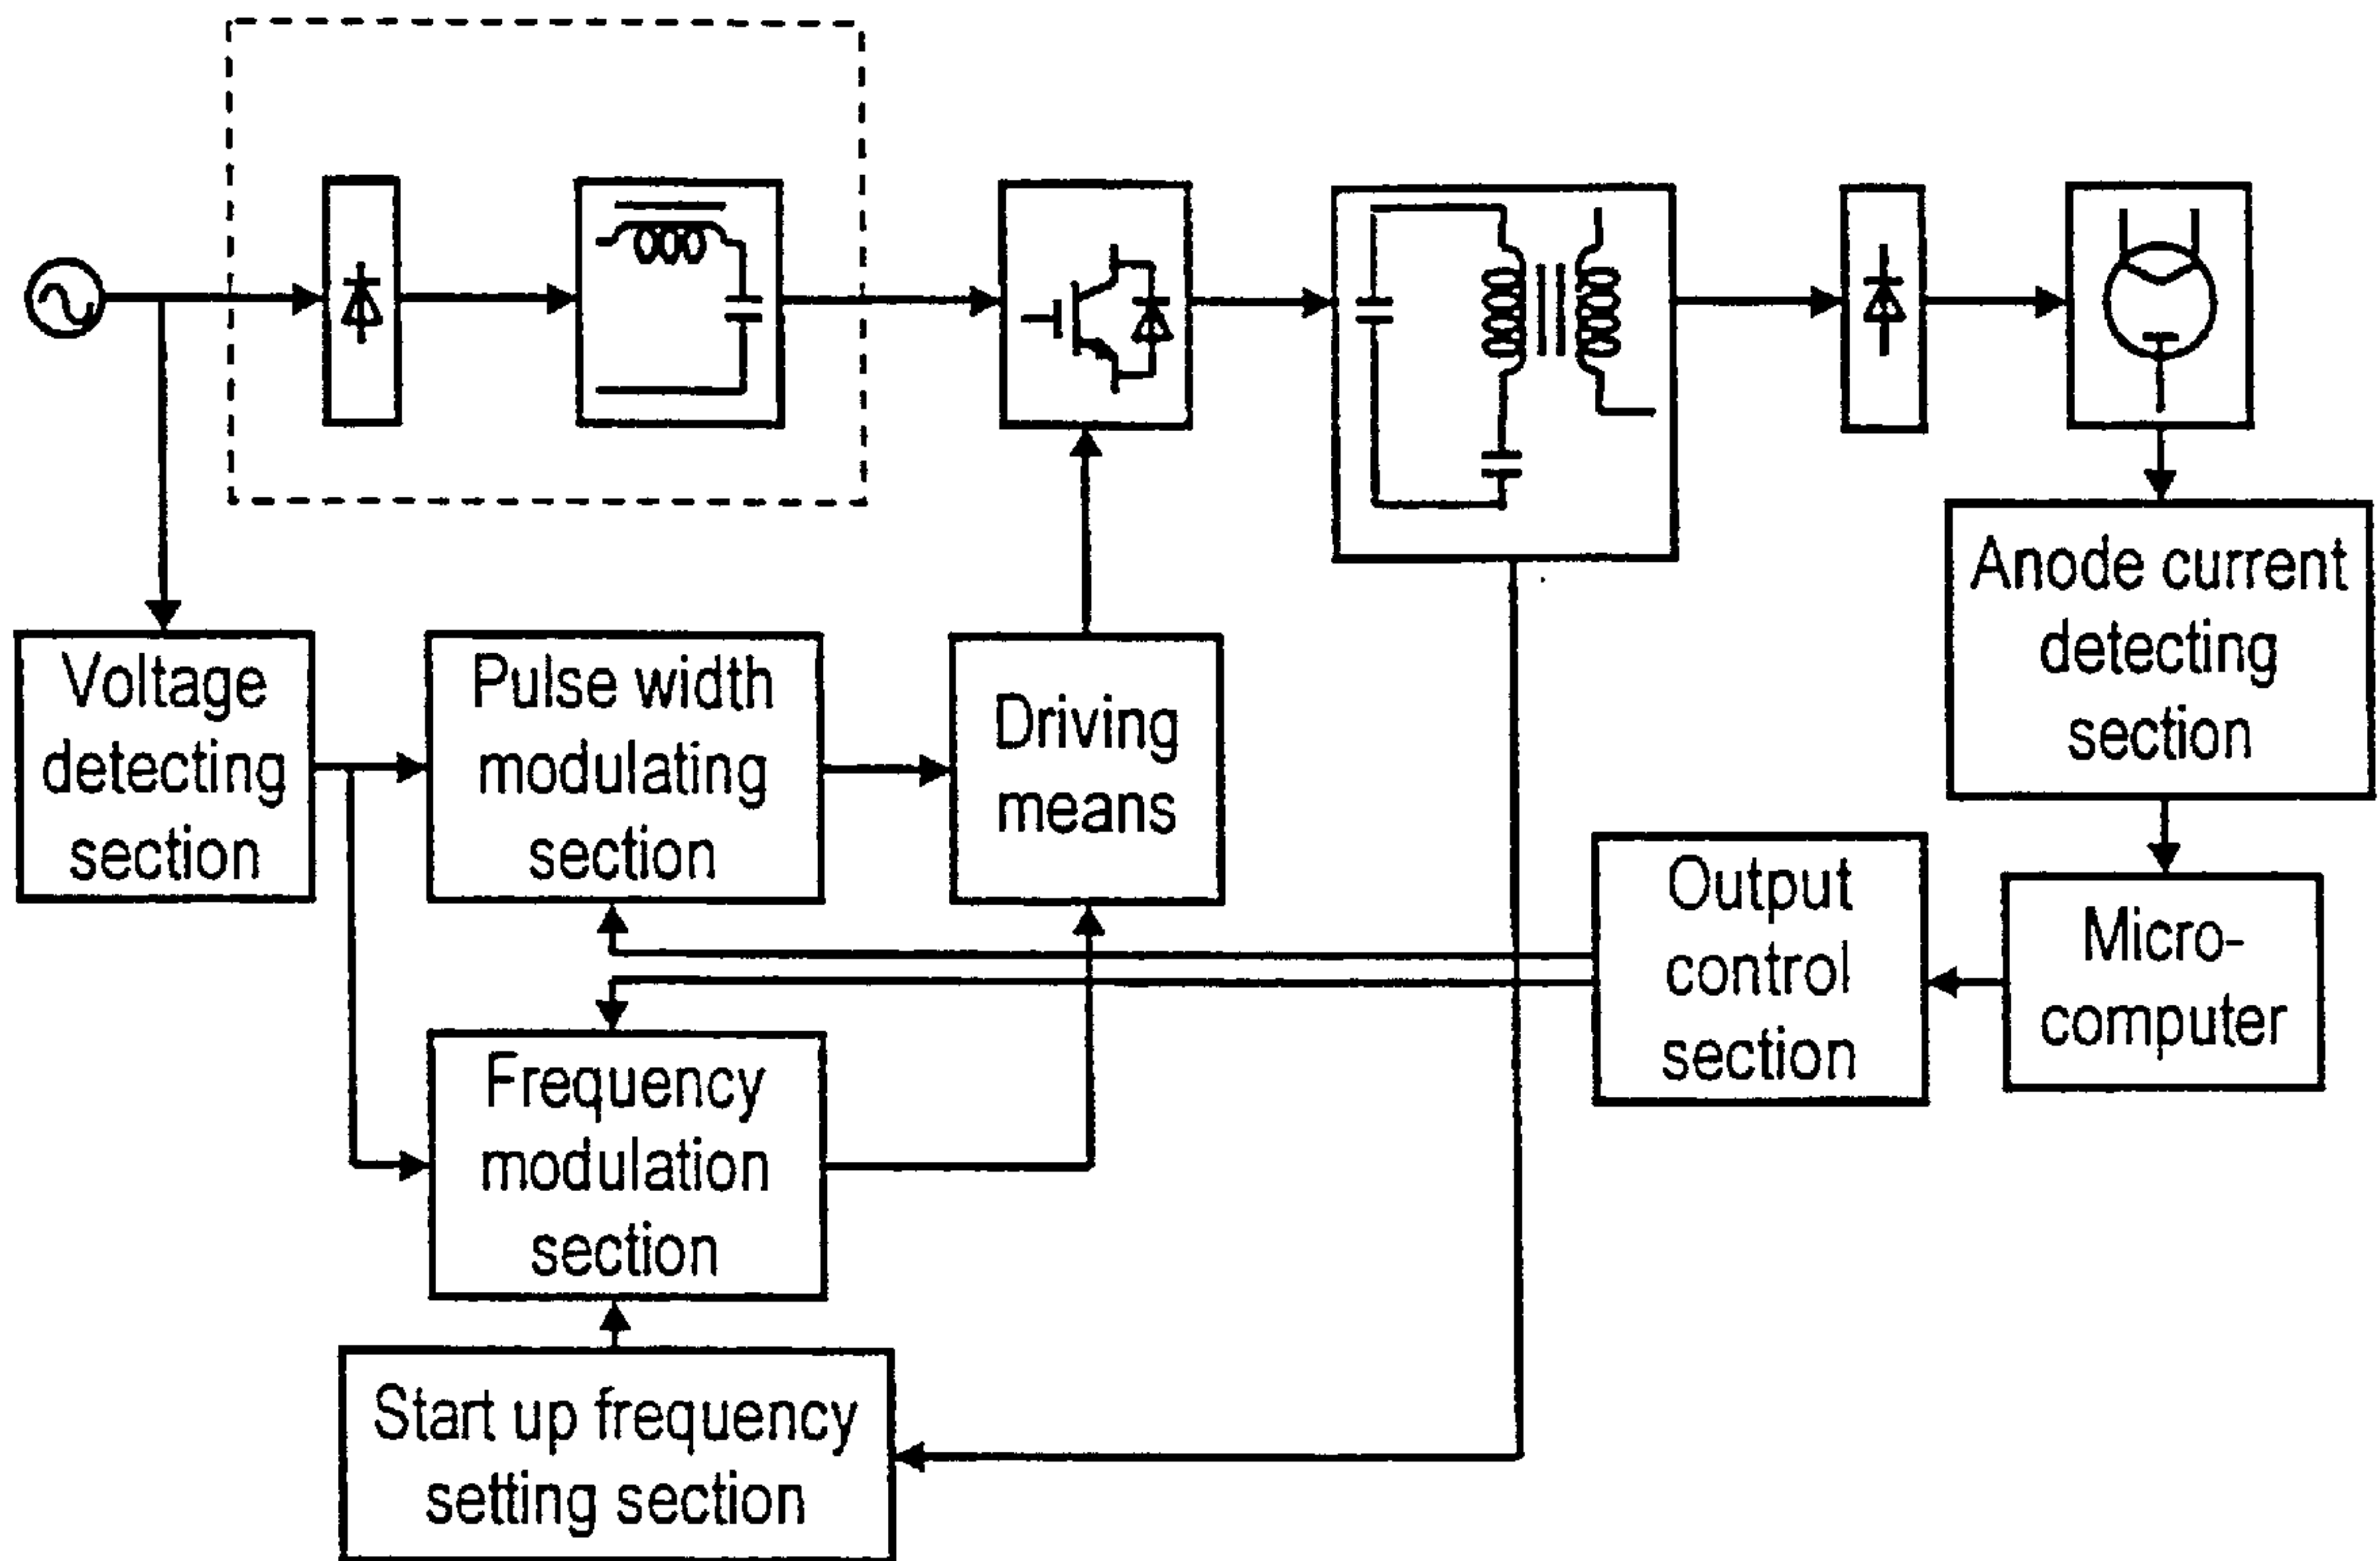 Anode current
detecting
section
Voltage
detecting
section
Pulse width
modulating
section
Driving
means
Output
control
section
Micro-
computer
Frequency
modulation
section
Start up frequency
setting section